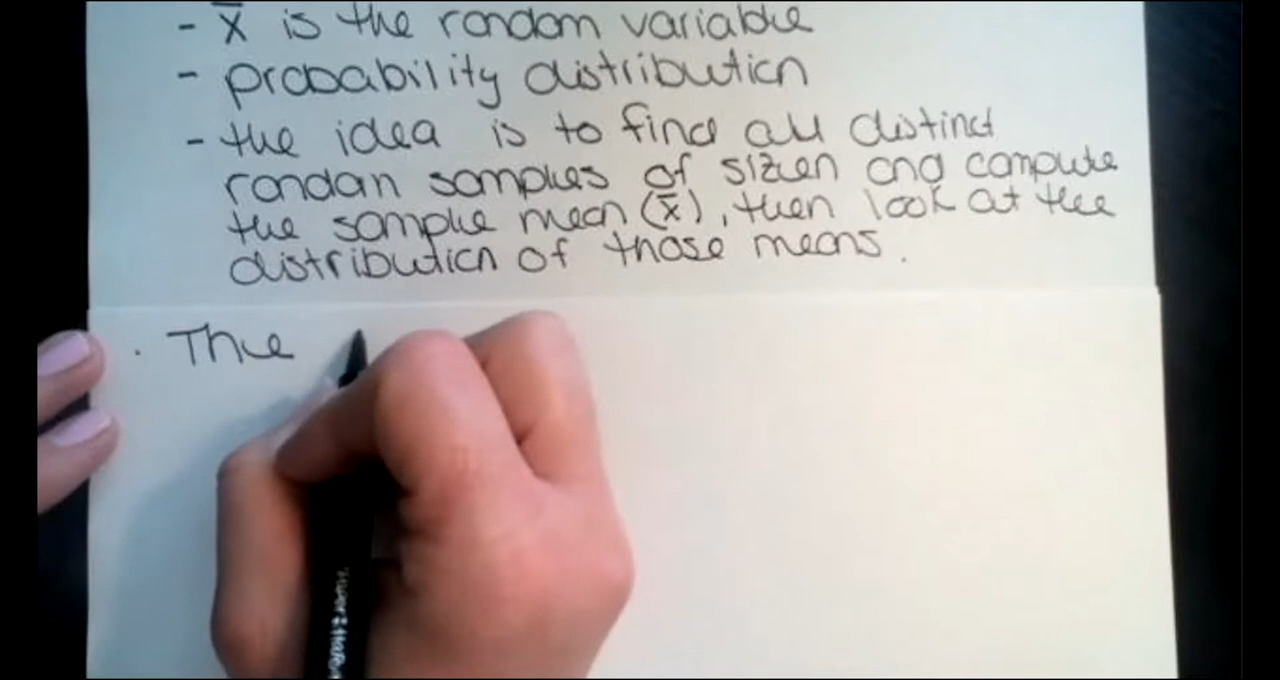 - x̄ is the random variable
- probability distribution
- the idea is to find all distinct
random samples of size n and compute
the sample mean (x̄), then look at the
distribution of those means.
· The